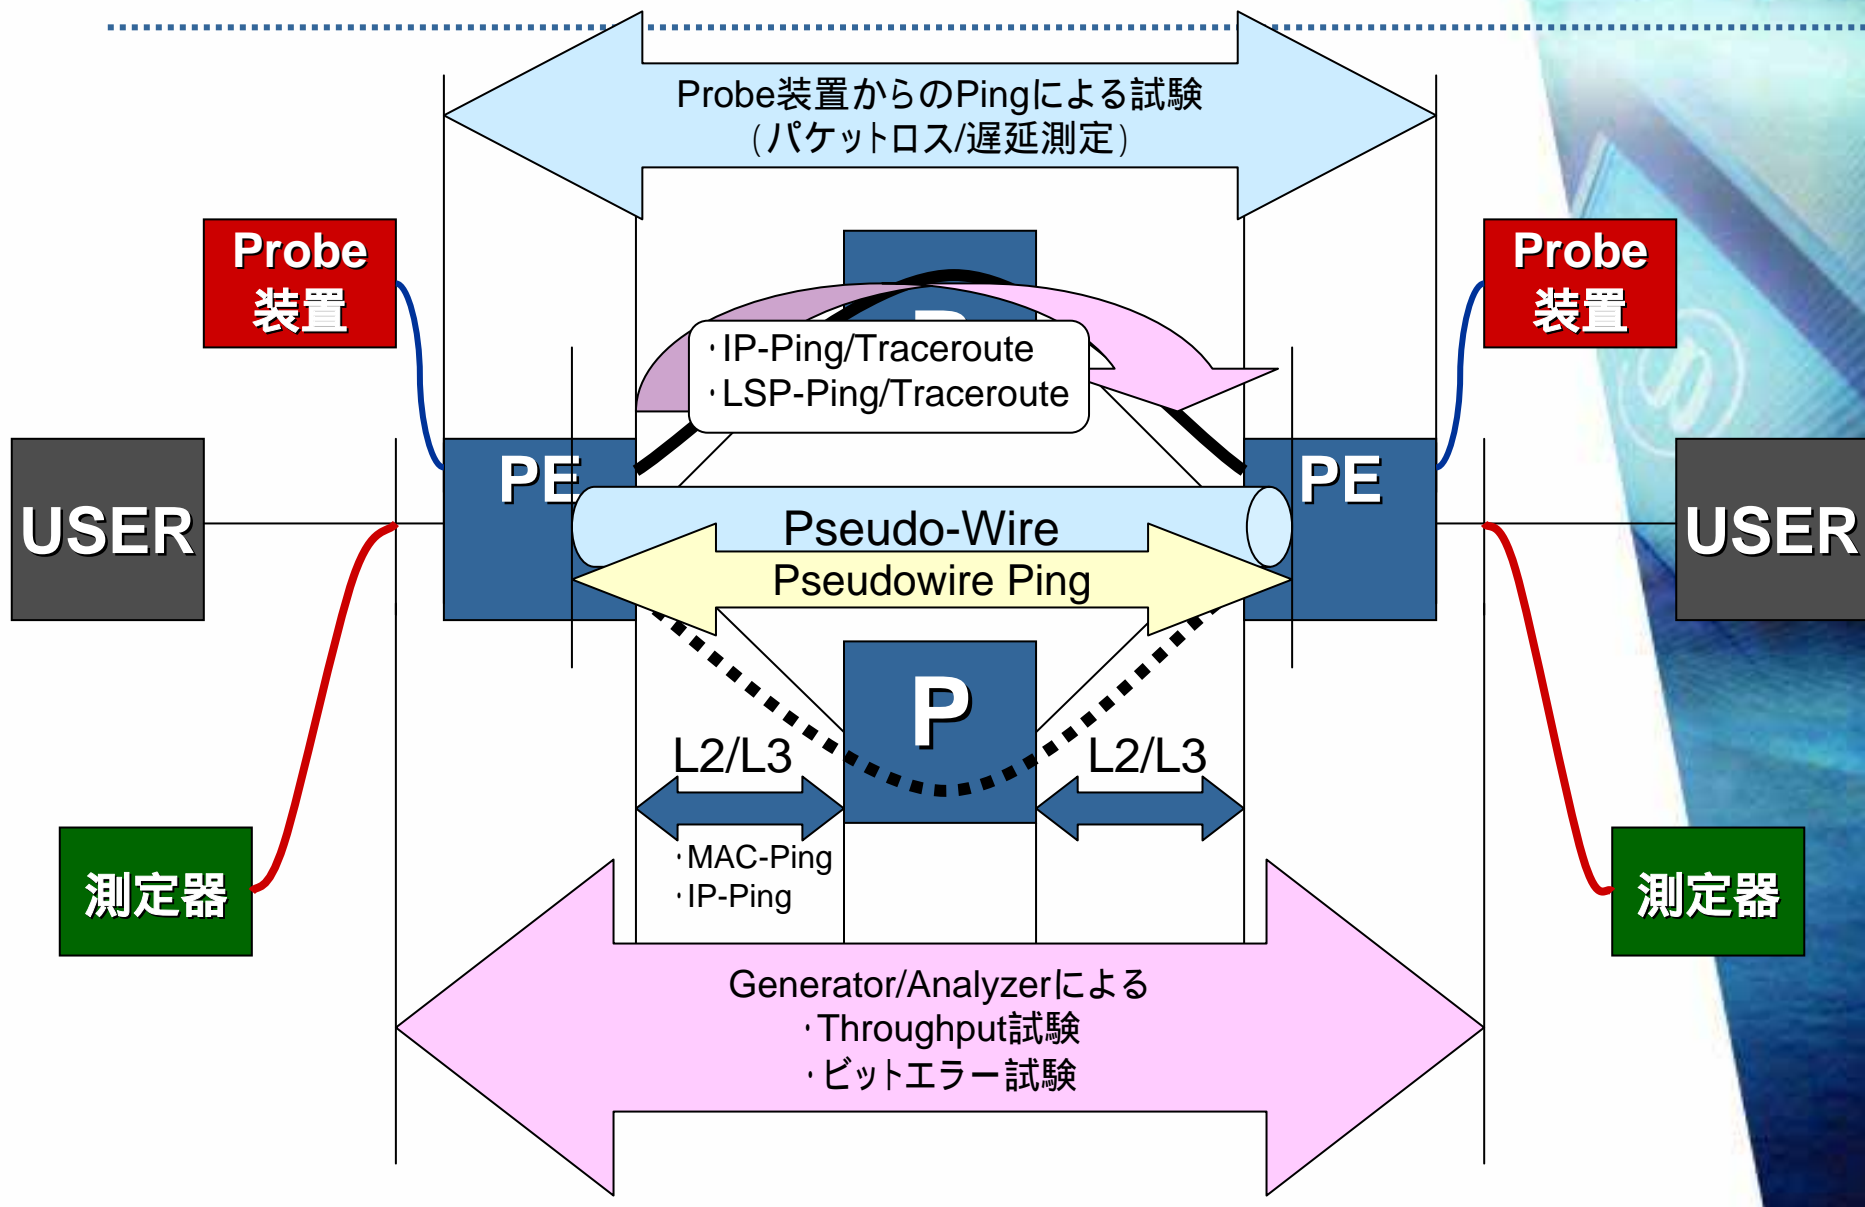 Probe装置からのPingによる試験
(パケットロス/遅延測定)
Probe
装置
Probe
装置
P
・IP-Ping/Traceroute
・LSP-Ping/Traceroute
PE
PE
USER
USER
Pseudo-Wire
Pseudowire Ping
P
L2/L3
L2/L3
・MAC-Ping
・IP-Ping
測定器
測定器
Generator/Analyzerによる
・Throughput試験
・ビットエラー試験